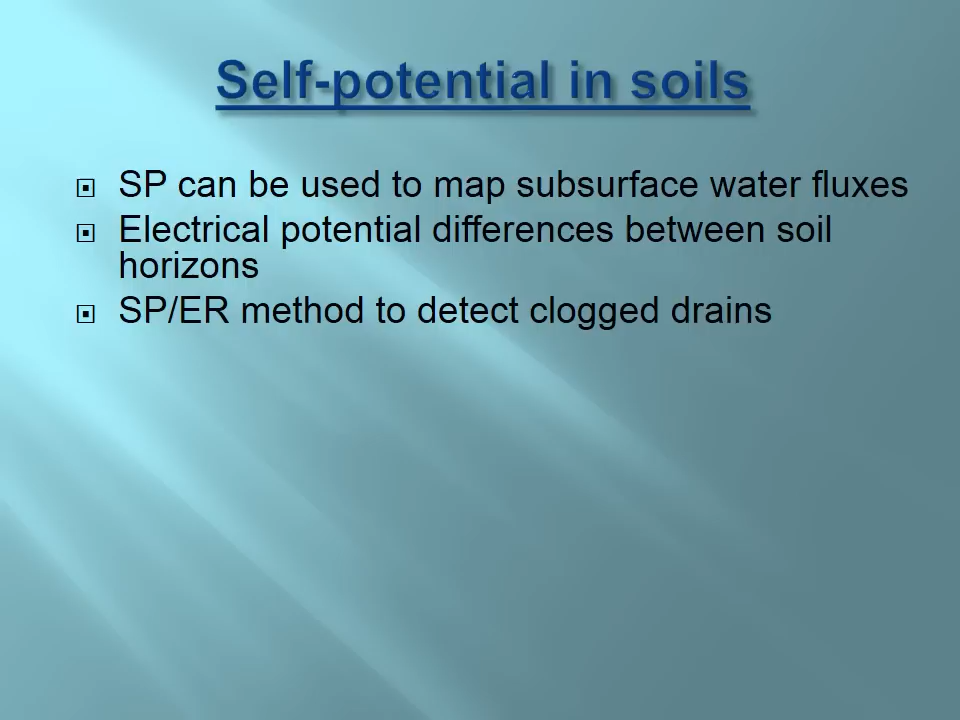 Self-potential in soils
SP can be used to map subsurface water fluxes
Electrical potential differences between soil
horizons
SP/ER method to detect clogged drains